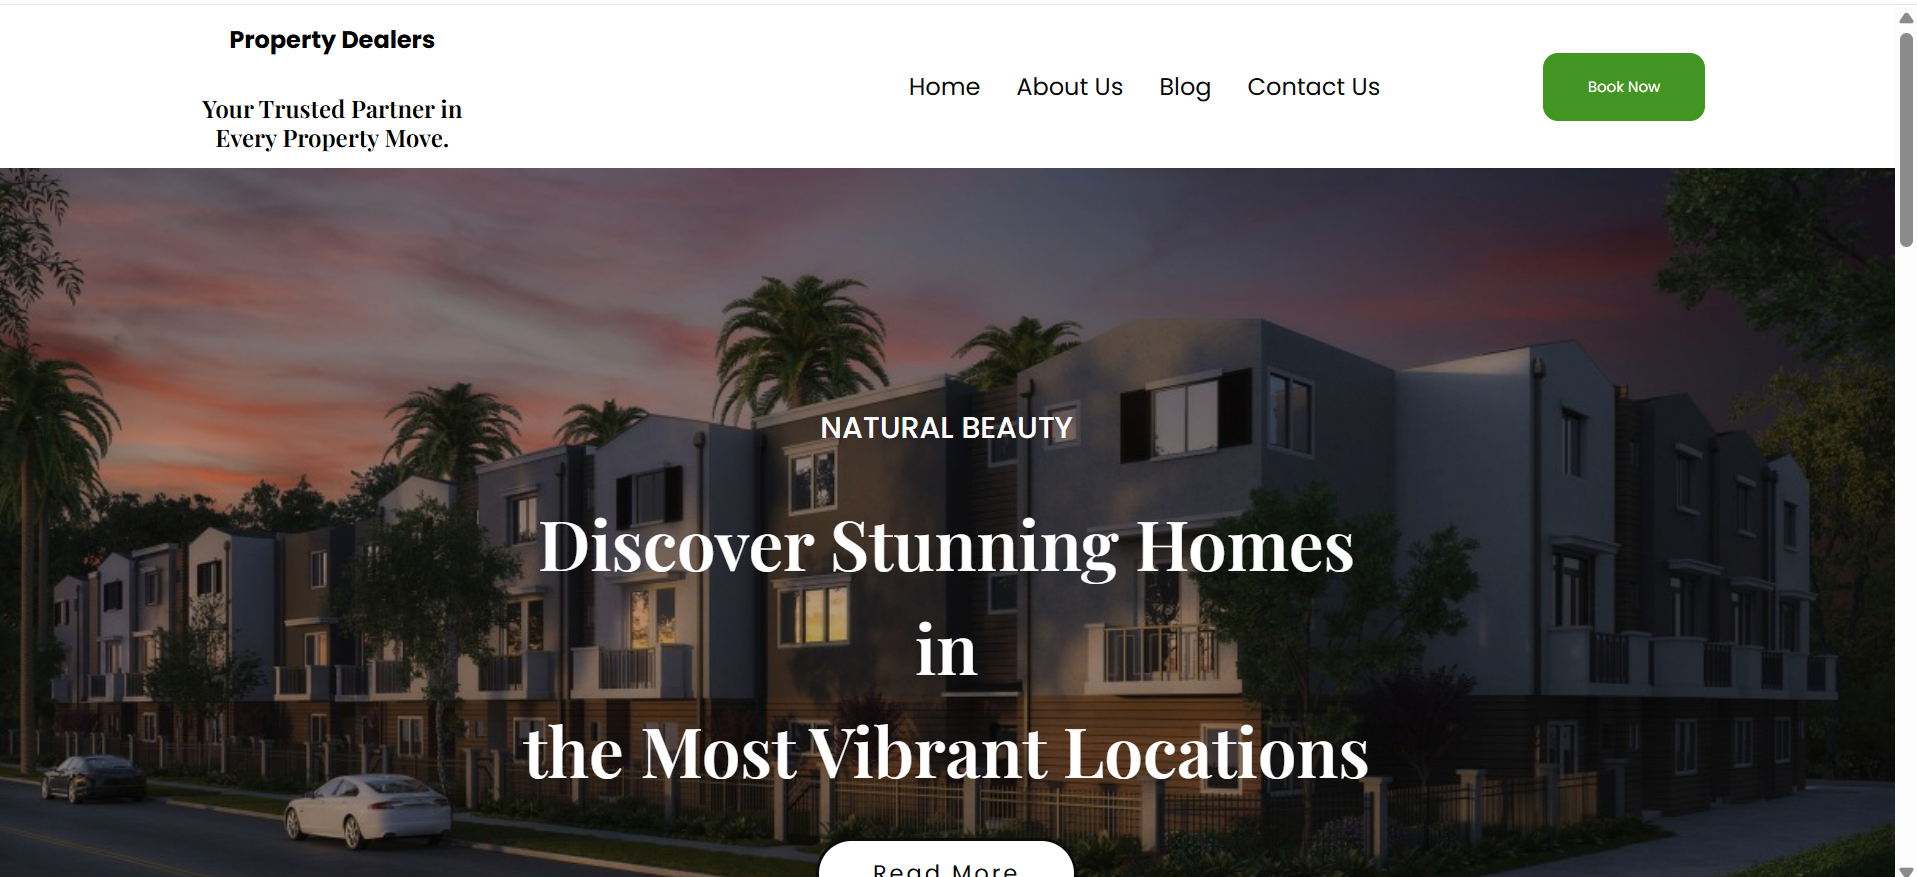 Property Dealers
Your Trusted Partner in
Every Property Move.
Home About Us Blog Contact Us
Book Now
NATURAL BEAUTY
Discover Stunning Homes
in
the Most Vibrant Locations
Read More